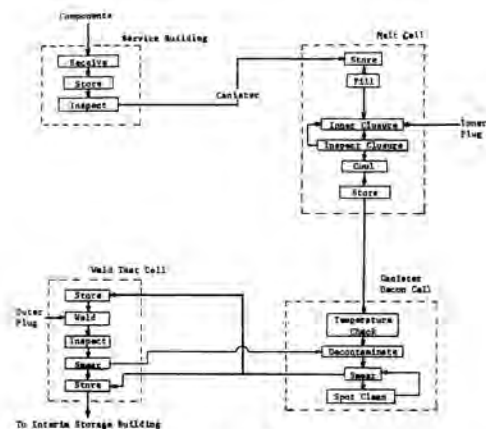 Components
Service Building
Receive
Store
Inspect
Canister
Melt Cell
Store
Fill
Inner Closure
Inner
Plug
Inspect Closure
Cool
Store
Canister
Decon Cell
Temperature
Check
Decontaminate
Smear
Spot Clean
Weld Test Cell
Store
Outer
Plug
Weld
Inspect
Smear
Store
To Interim Storage Building